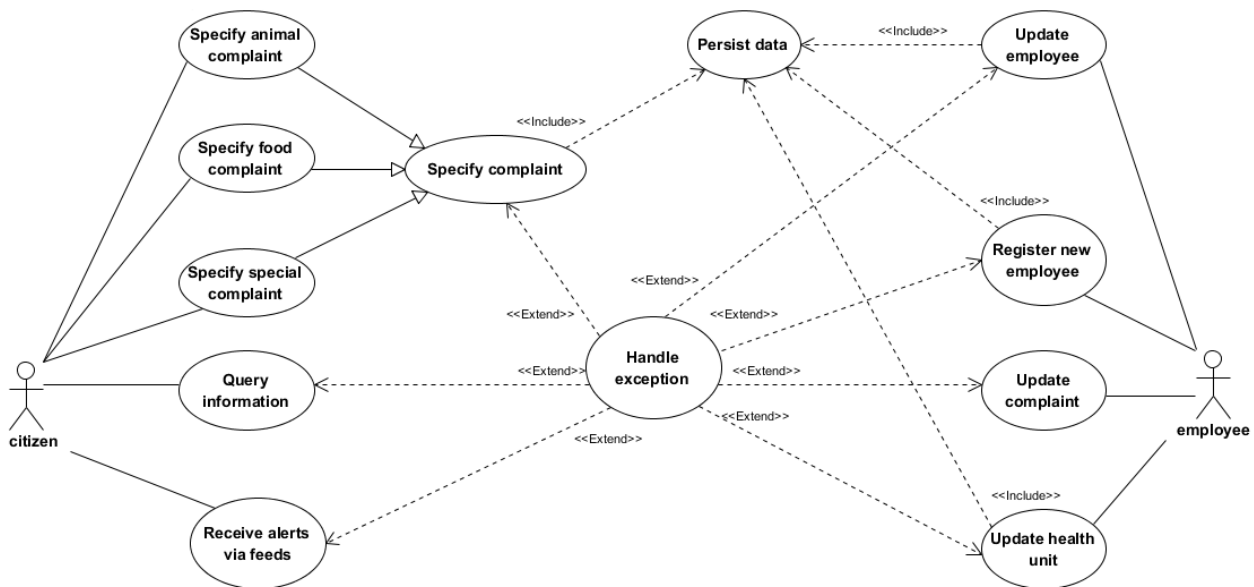 Specify animal
complaint
Persist data
<<Include>>
Update
employee
Specify food
complaint
<<Include>>
Specify complaint
<<Include>>
Specify special
complaint
Register new
employee
<<Extend>>
<<Extend>>
<<Extend>>
Handle
exception
Query
information
<<Extend>>
<<Extend>>
Update
complaint
citizen
employee
<<Extend>>
<<Extend>>
<<Include>>
Receive alerts
via feeds
Update health
unit